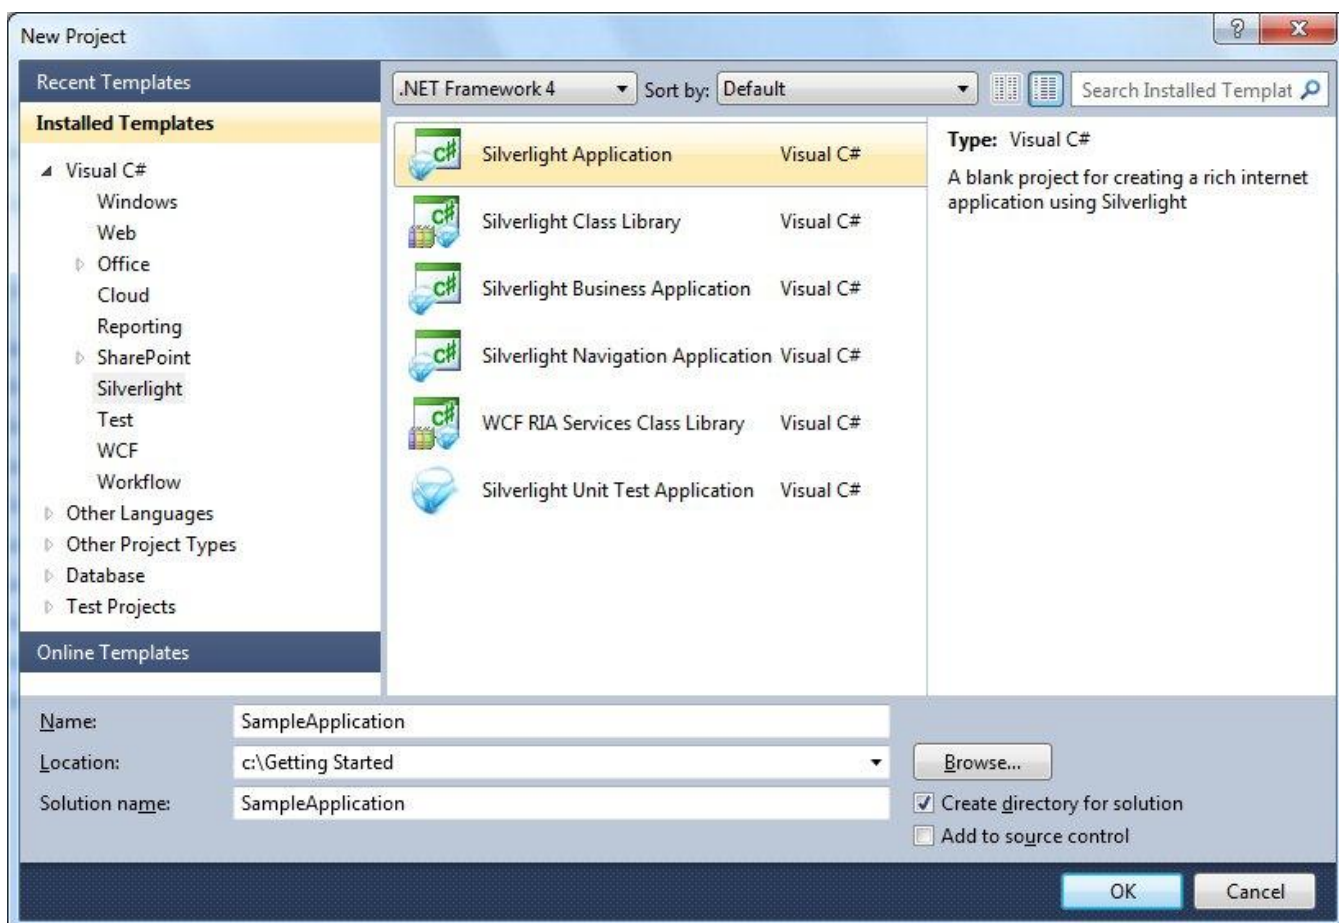 New Project
Recent Templates
.NET Framework 4 Sort by: Default Search Installed Templat
Installed Templates
Visual C#
Windows
Web
Office
Cloud
Reporting
SharePoint
Silverlight
Test
WCF
Workflow
Other Languages
Other Project Types
Database
Test Projects
Online Templates
Silverlight Application Visual C#
Silverlight Class Library Visual C#
Silverlight Business Application Visual C#
Silverlight Navigation Application Visual C#
WCF RIA Services Class Library Visual C#
Silverlight Unit Test Application Visual C#
Type: Visual C#
A blank project for creating a rich internet
application using Silverlight
Name: SampleApplication
Location: c:\Getting Started Browse...
Solution name: SampleApplication Create directory for solution
Add to source control
OK Cancel